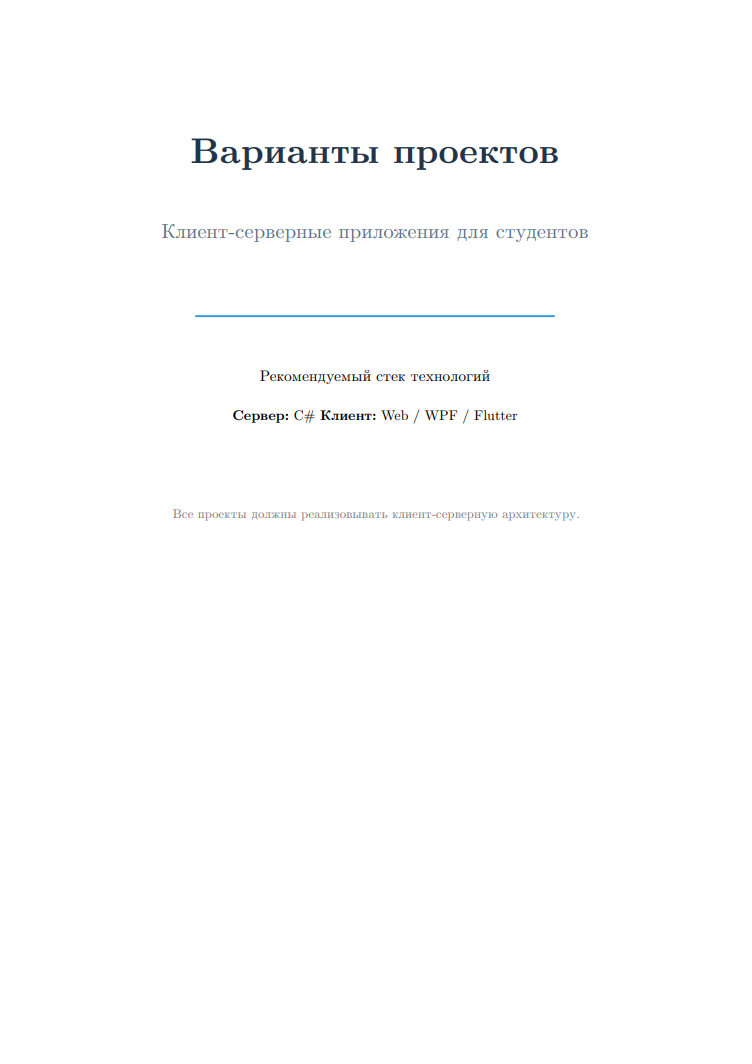 Варианты проектов
Клиент-серверные приложения для студентов
Рекомендуемый стек технологий
Сервер: C# Клиент: Web / WPF / Flutter
Все проекты должны реализовывать клиент-серверную архитектуру.